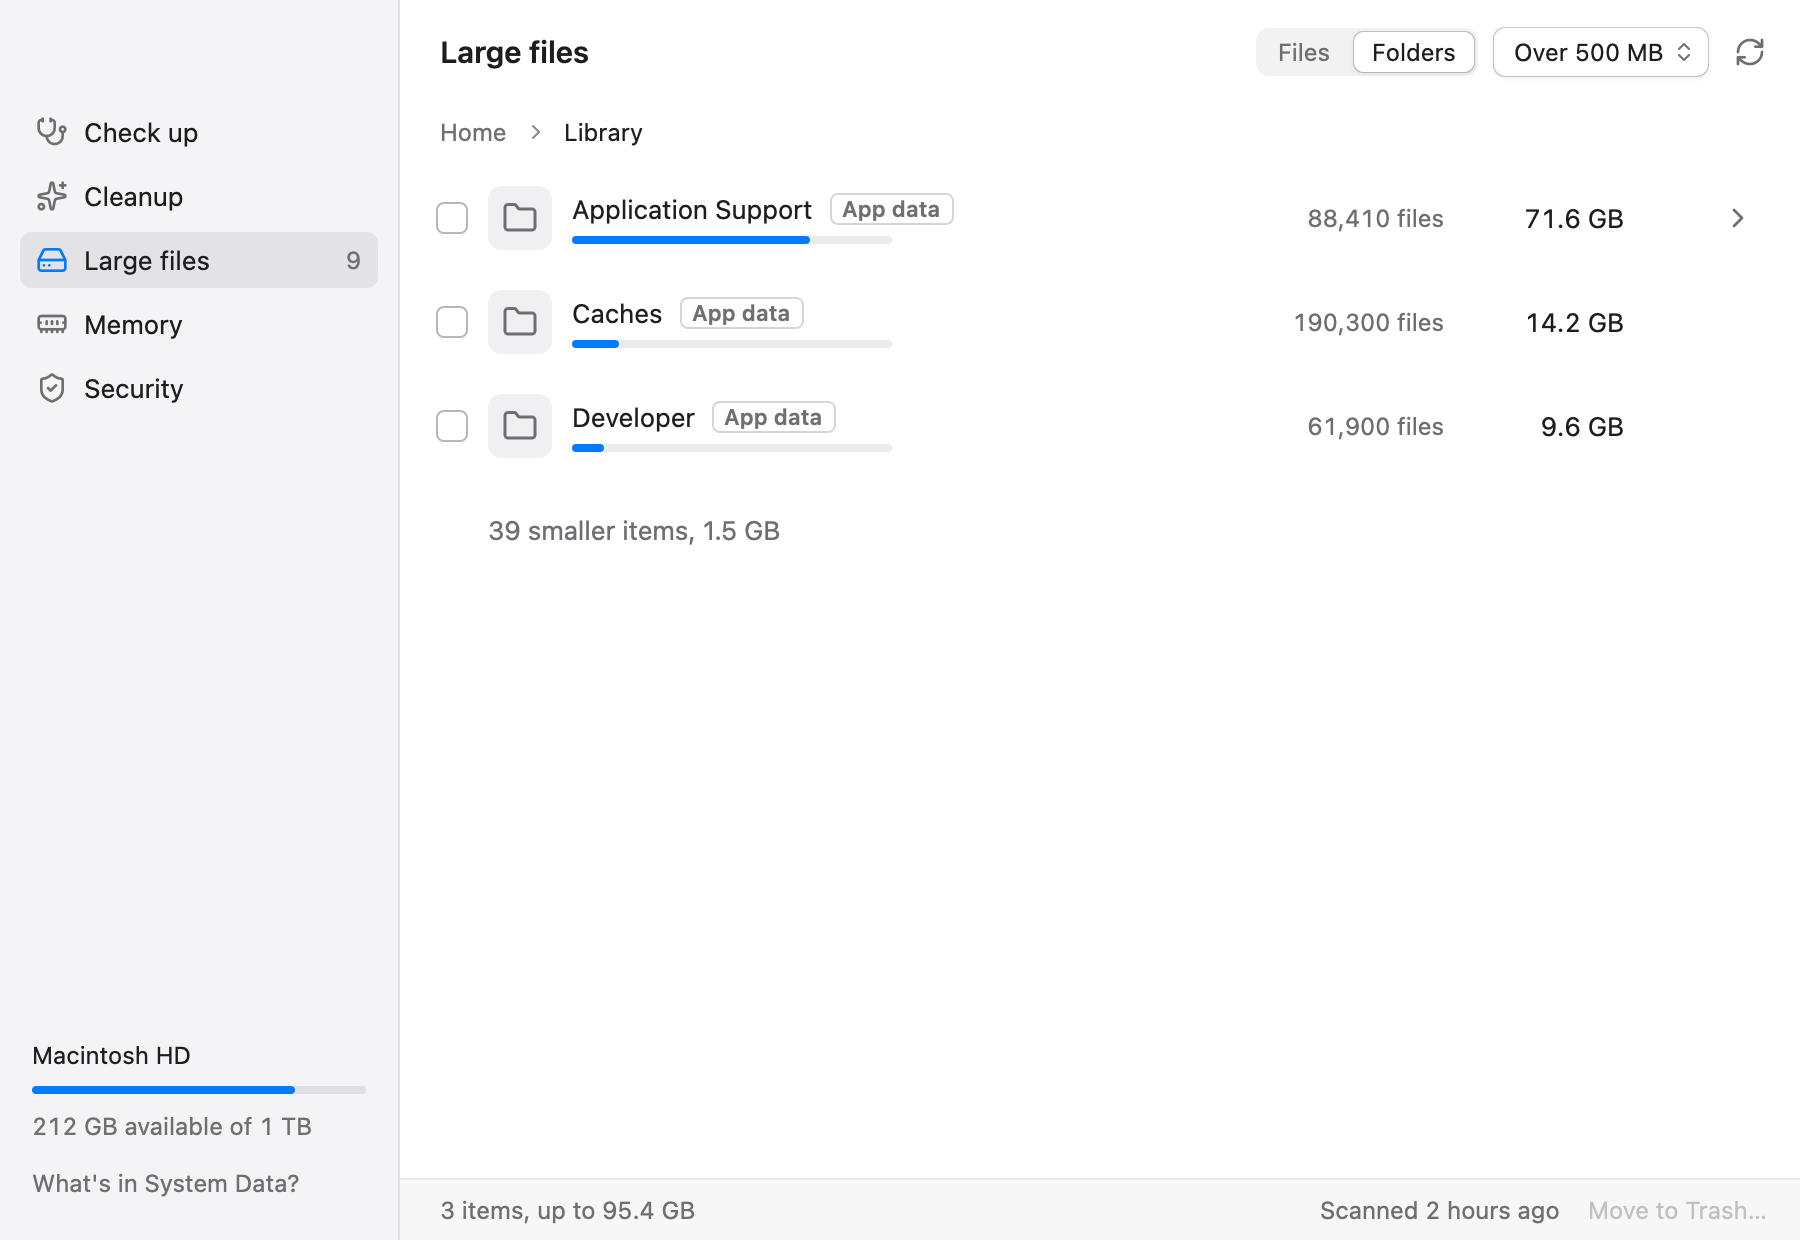 Check up
Cleanup
Large files 9
Memory
Security
Macintosh HD
212 GB available of 1 TB
What's in System Data?
Large files
Files Folders Over 500 MB
Home Library
Application Support App data 88,410 files 71.6 GB
Caches App data 190,300 files 14.2 GB
Developer App data 61,900 files 9.6 GB
39 smaller items, 1.5 GB
3 items, up to 95.4 GB Scanned 2 hours ago Move to Trash...